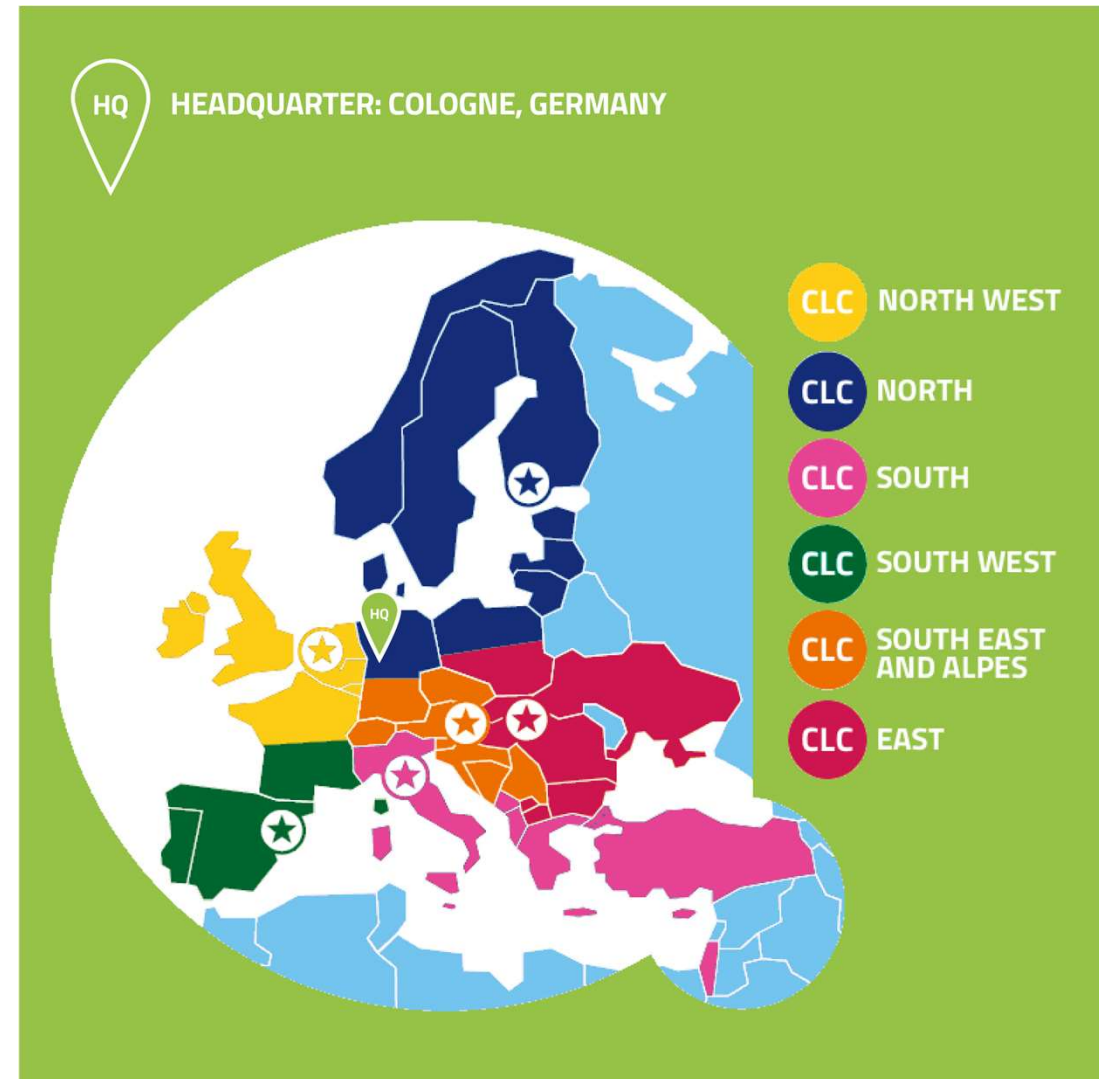 HQ
HEADQUARTER: COLOGNE, GERMANY
CLC NORTH WEST
CLC NORTH
CLC SOUTH
CLC SOUTH WEST
CLC SOUTH EAST
AND ALPES
CLC EAST
HQ